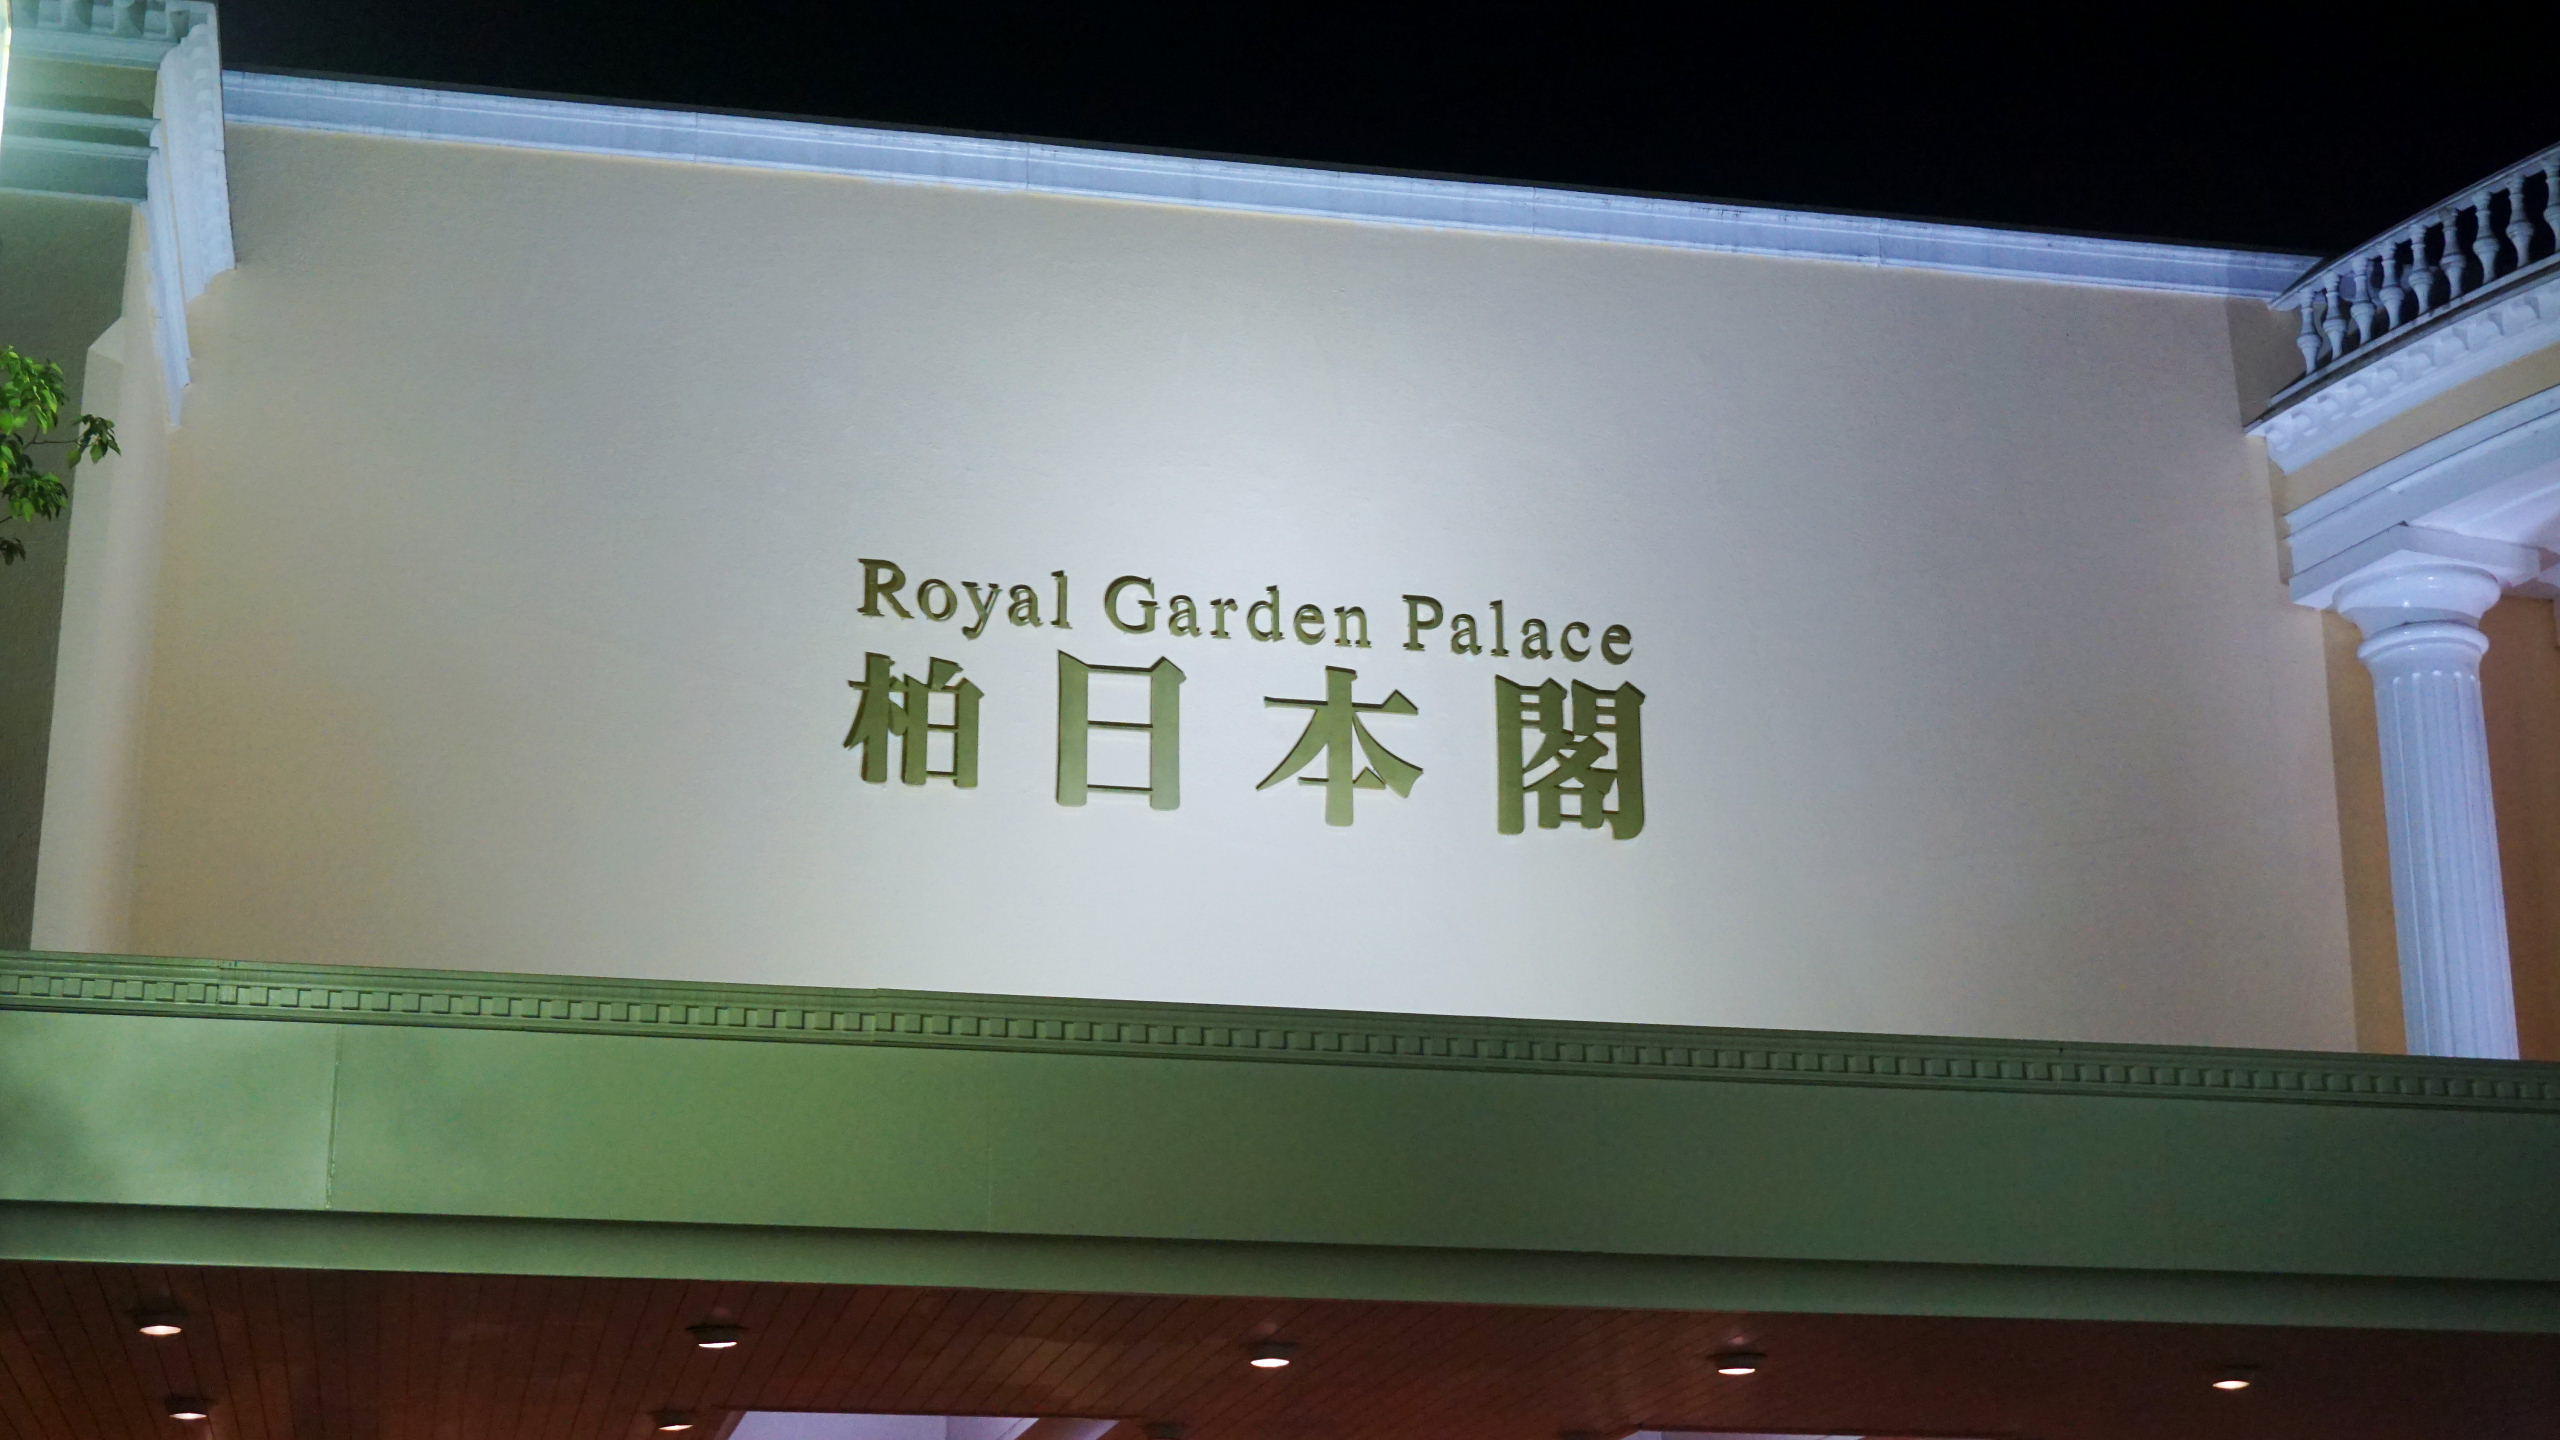 Royal Garden Palace
柏日本閣